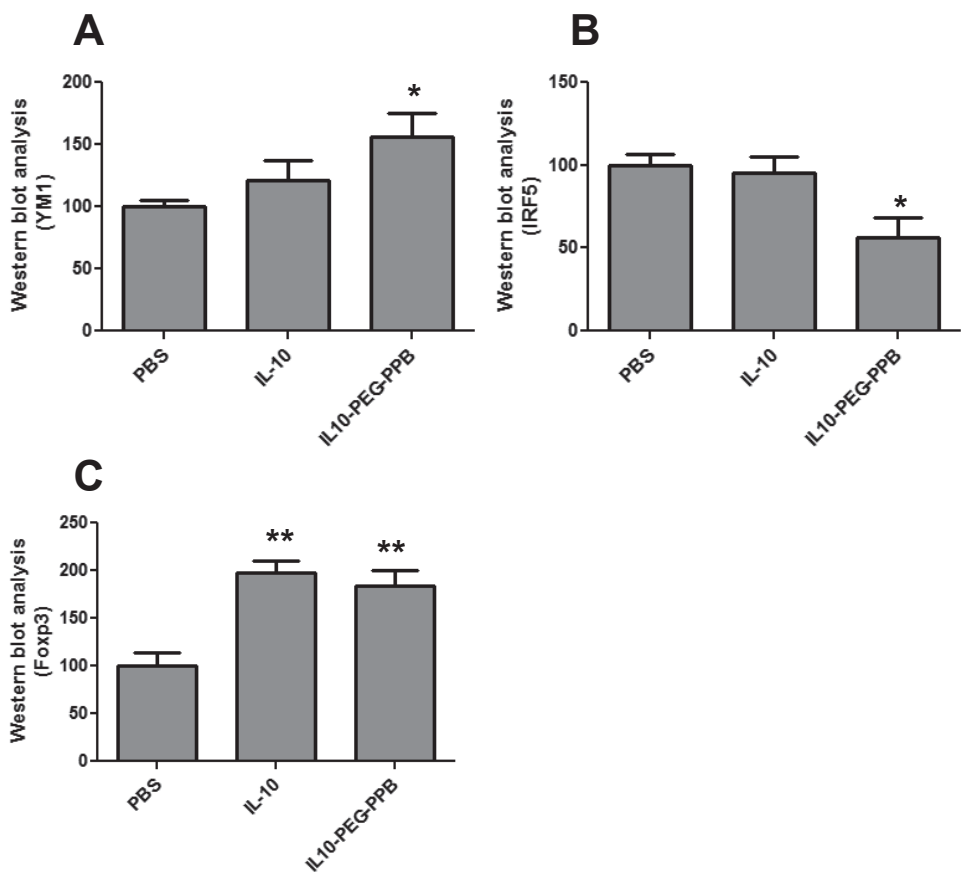 A
Western blot analysis
(YM1)
200
150
100
50
0
*
PBS
IL-10
IL10-PEG-PPB
B
Western blot analysis
(IRF5)
150
100
50
0
*
PBS
IL-10
IL10-PEG-PPB
C
Western blot analysis
(Foxp3)
250
200
150
100
50
0
**
**
PBS
IL-10
IL10-PEG-PPB